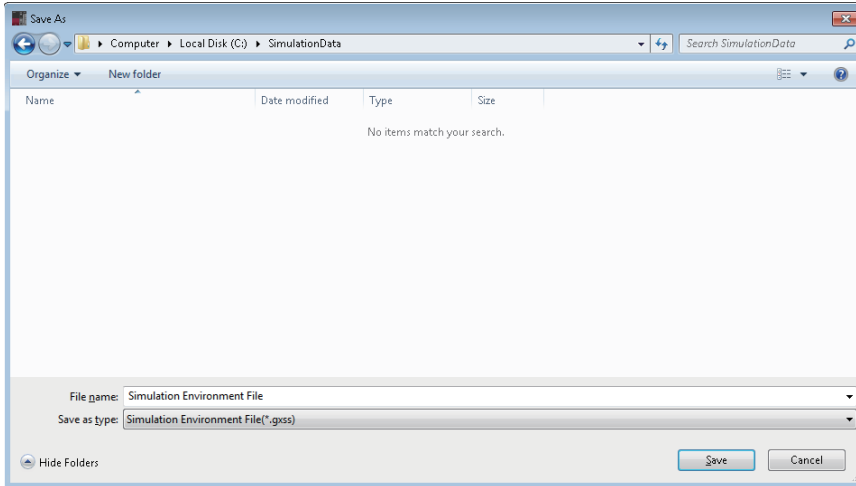 Save As
Computer Local Disk (C:) SimulationData Search SimulationData
Organize New folder
Name Date modified Type Size
No items match your search.
File name: Simulation Environment File
Save as type: Simulation Environment File(*.gxss)
Hide Folders Save Cancel